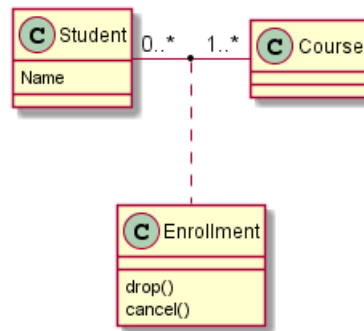 C Student
Name
0..*
1..*
C Course
C Enrollment
drop()
cancel()